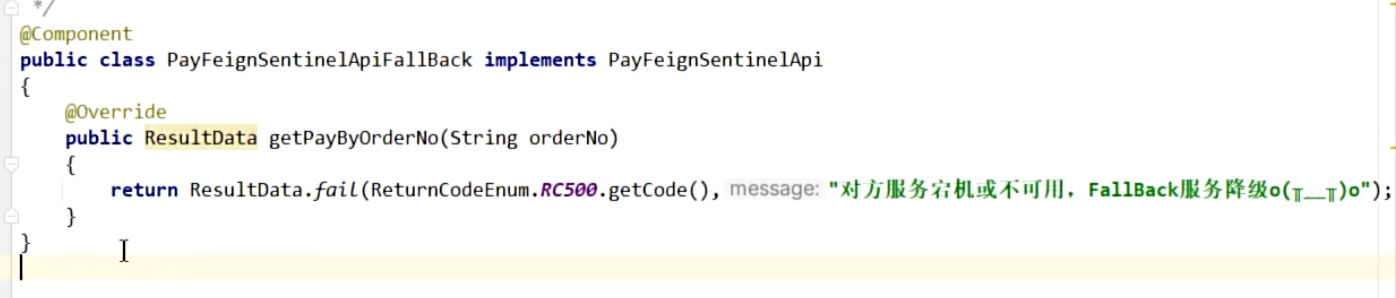 */
@Component
public class PayFeignSentinelApiFallBack implements PayFeignSentinelApi
{
@Override
public ResultData getPayByOrderNo(String orderNo)
{
return ResultData.fail(ReturnCodeEnum.RC500.getCode(), message: "对方服务宕机或不可用，FallBack服务降级o(╥﹏╥)o");
}
}